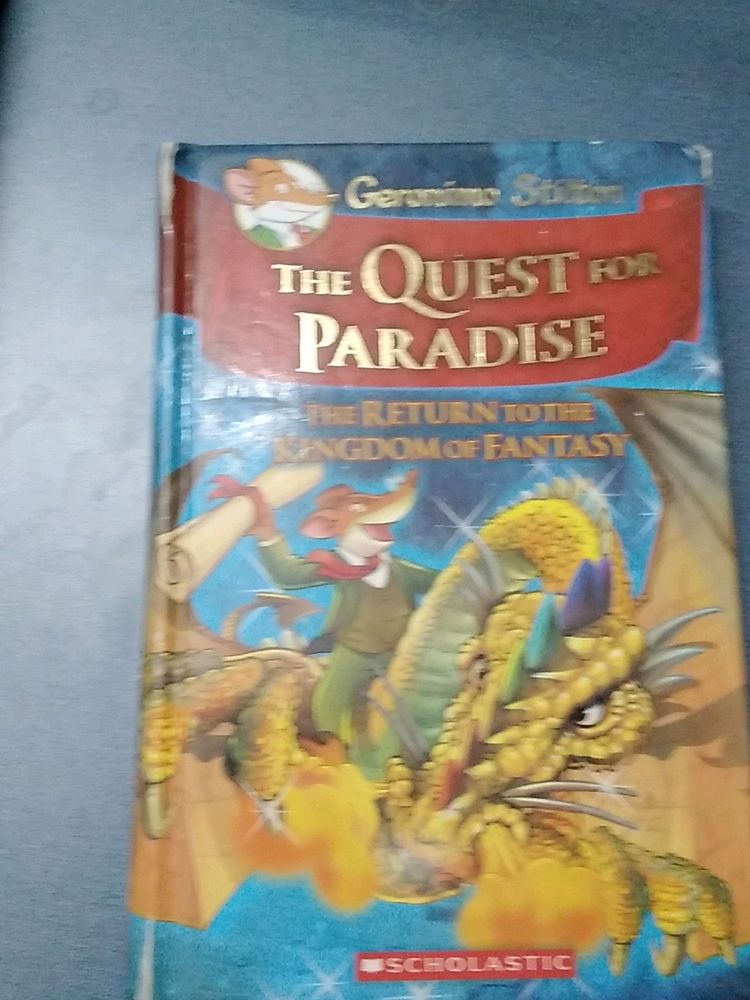 Geronimo Stilton
THE QUEST FOR
PARADISE
THE RETURN TO THE
KINGDOM OF FANTASY
SCHOLASTIC